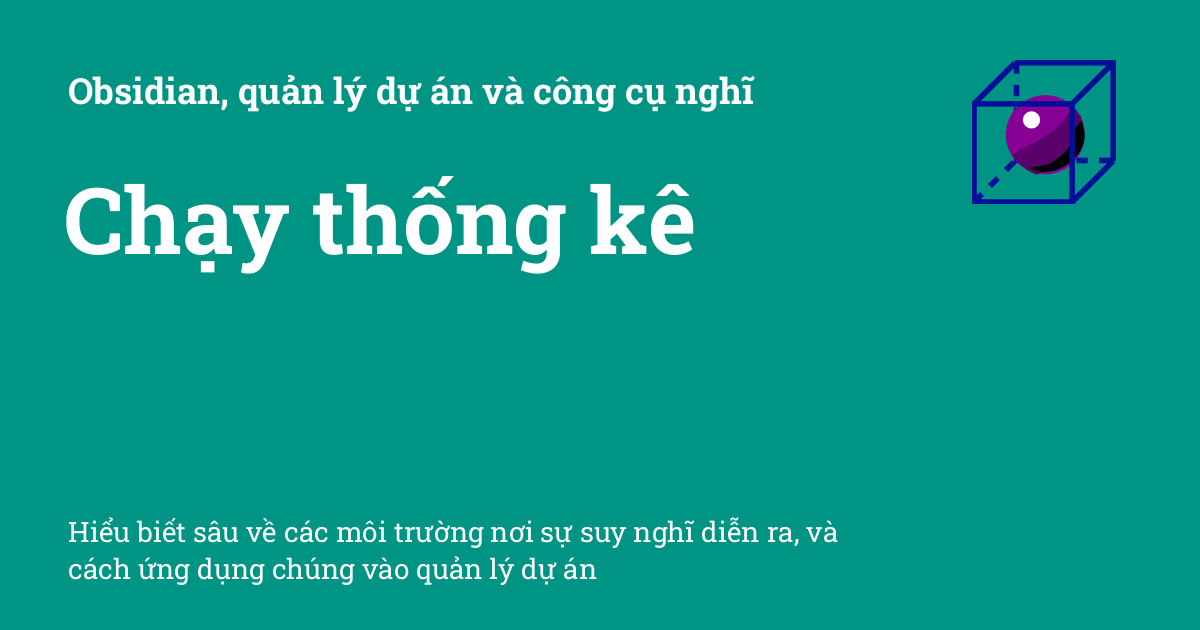 Obsidian, quản lý dự án và công cụ nghĩ
Chạy thống kê
Hiểu biết sâu về các môi trường nơi sự suy nghĩ diễn ra, và
cách ứng dụng chúng vào quản lý dự án